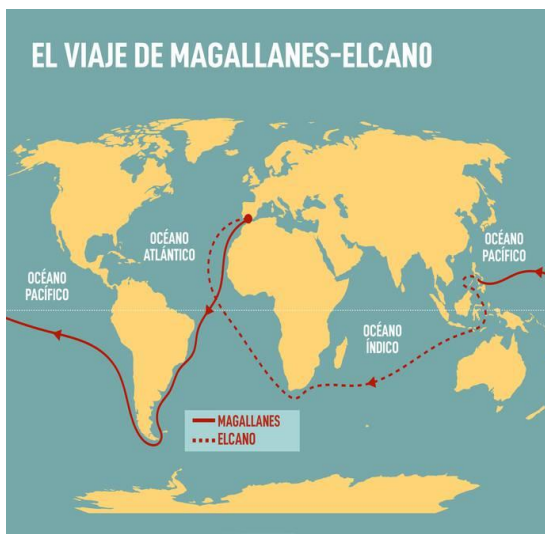 EL VIAJE DE MAGALLANES-ELCANO
OCÉANO
ATLÁNTICO
OCÉANO
PACÍFICO
OCÉANO
PACÍFICO
OCÉANO
ÍNDICO
MAGALLANES
ELCANO